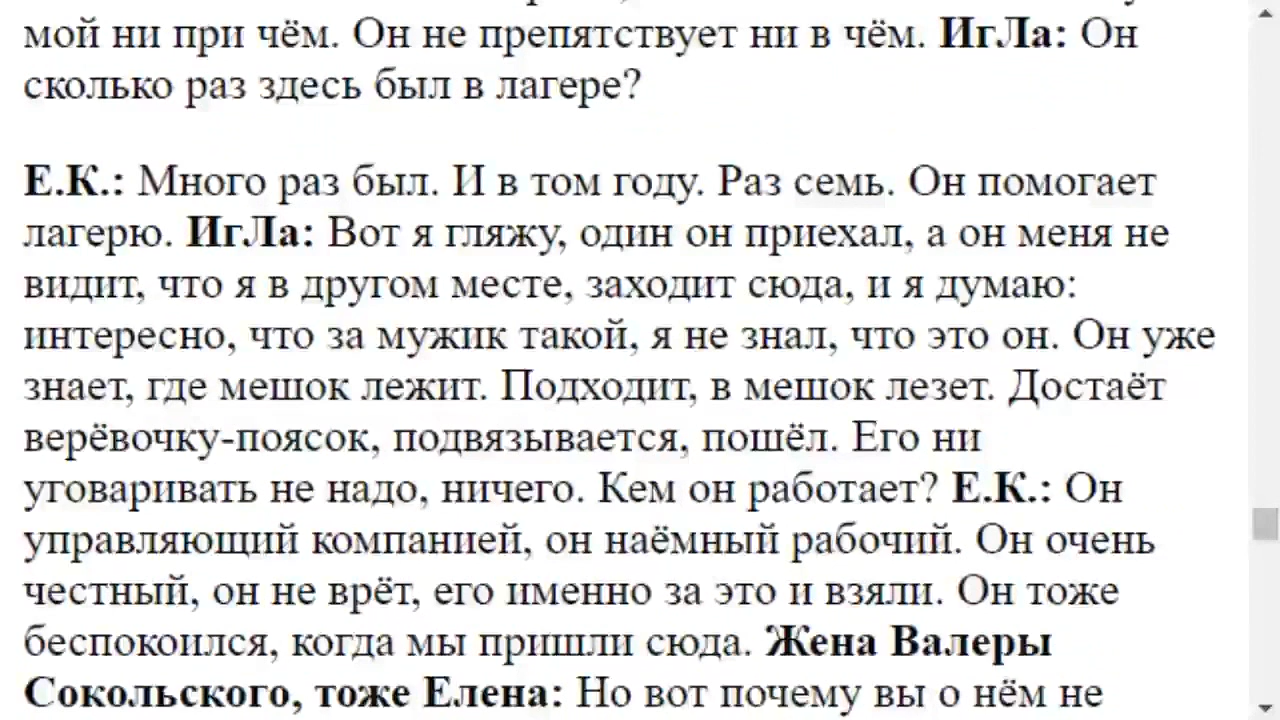 мой ни при чём. Он не препятствует ни в чём. ИгЛа: Он
сколько раз здесь был в лагере?
Е.К.: Много раз был. И в том году. Раз семь. Он помогает
лагерю. ИгЛа: Вот я гляжу, один он приехал, а он меня не
видит, что я в другом месте, заходит сюда, и я думаю:
интересно, что за мужик такой, я не знал, что это он. Он уже
знает, где мешок лежит. Подходит, в мешок лезет. Достаёт
верёвочку-поясок, подвязывается, пошёл. Его ни
уговаривать не надо, ничего. Кем он работает? Е.К.: Он
управляющий компанией, он наёмный рабочий. Он очень
честный, он не врёт, его именно за это и взяли. Он тоже
беспокоился, когда мы пришли сюда. Жена Валеры
Сокольского, тоже Елена: Но вот почему вы о нём не